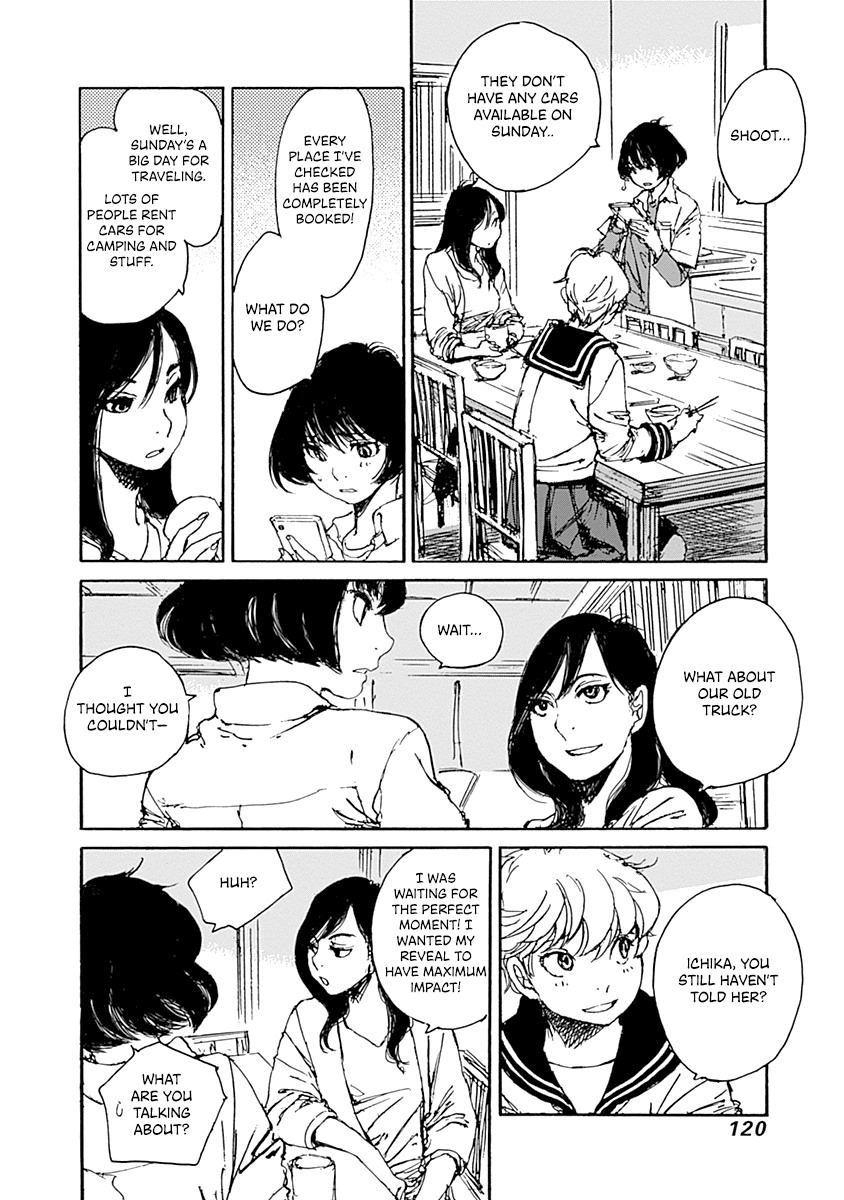 SHOOT...
THEY DON'T
HAVE ANY CARS
AVAILABLE ON
SUNDAY..
EVERY
PLACE I'VE
CHECKED
HAS BEEN
COMPLETELY
BOOKED!
WHAT DO
WE DO?
WELL,
SUNDAY'S A
BIG DAY FOR
TRAVELING.
LOTS OF
PEOPLE RENT
CARS FOR
CAMPING AND
STUFF.
WHAT ABOUT
OUR OLD
TRUCK?
WAIT...
I
THOUGHT YOU
COULDN'T—
ICHIKA, YOU
STILL HAVEN'T
TOLD HER?
I WAS
WAITING FOR
THE PERFECT
MOMENT! I
WANTED MY
REVEAL TO
HAVE MAXIMUM
IMPACT!
HUH?
WHAT
ARE YOU
TALKING
ABOUT?
120